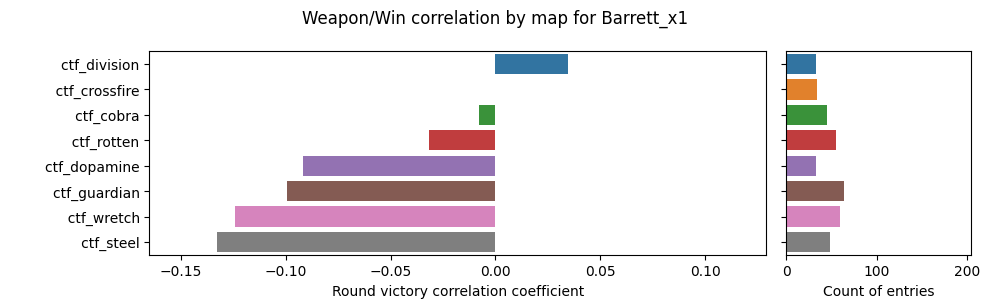 Weapon/Win correlation by map for Barrett_x1
ctf_division
ctf_crossfire
ctf_cobra
ctf_rotten
ctf_dopamine
ctf_guardian
ctf_wretch
ctf_steel
−0.15 −0.10 −0.05 0.00 0.05 0.10
0 100 200
Round victory correlation coefficient
Count of entries